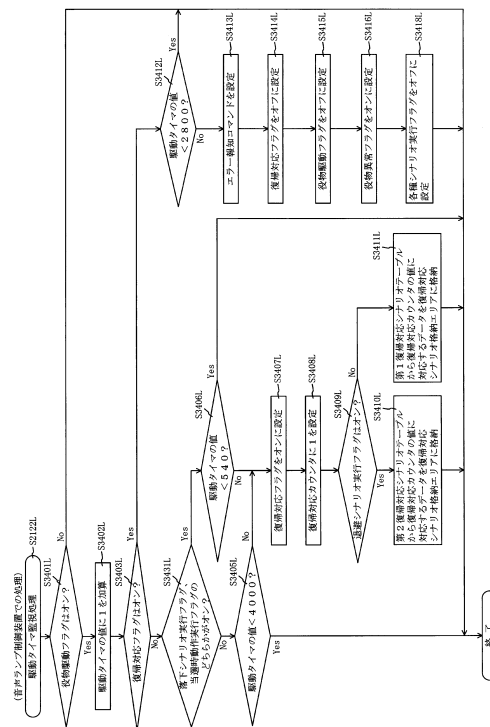 (音声ランプ制御装置での処理)
駆動タイマ監視処理
S2122L
役物駆動フラグはオン?
S3401L
No
Yes
駆動タイマの値に1を加算
S3402L
復帰対応フラグはオン?
S3403L
Yes
No
落下シナリオ実行フラグ、
当選時動作実行フラグの
どちらかがオン?
S3431L
Yes
No
駆動タイマの値<4000?
S3405L
No
Yes
駆動タイマの値
<540?
S3406L
Yes
No
復帰対応フラグをオンに設定
S3407L
復帰対応カウンタに1を設定
S3408L
退避シナリオ実行フラグはオン?
S3409L
No
Yes
第2復帰対応シナリオテーブル
から復帰対応カウンタの値に
対応するデータを復帰対応
シナリオ格納エリアに格納
S3410L
第1復帰対応シナリオテーブル
から復帰対応カウンタの値に
対応するデータを復帰対応
シナリオ格納エリアに格納
S3411L
駆動タイマの値
<2800?
S3412L
Yes
No
エラー報知コマンドを設定
S3413L
復帰対応フラグをオフに設定
S3414L
役物駆動フラグをオフに設定
S3415L
役物異常フラグをオンに設定
S3416L
各種シナリオ実行フラグをオフに
設定
S3418L